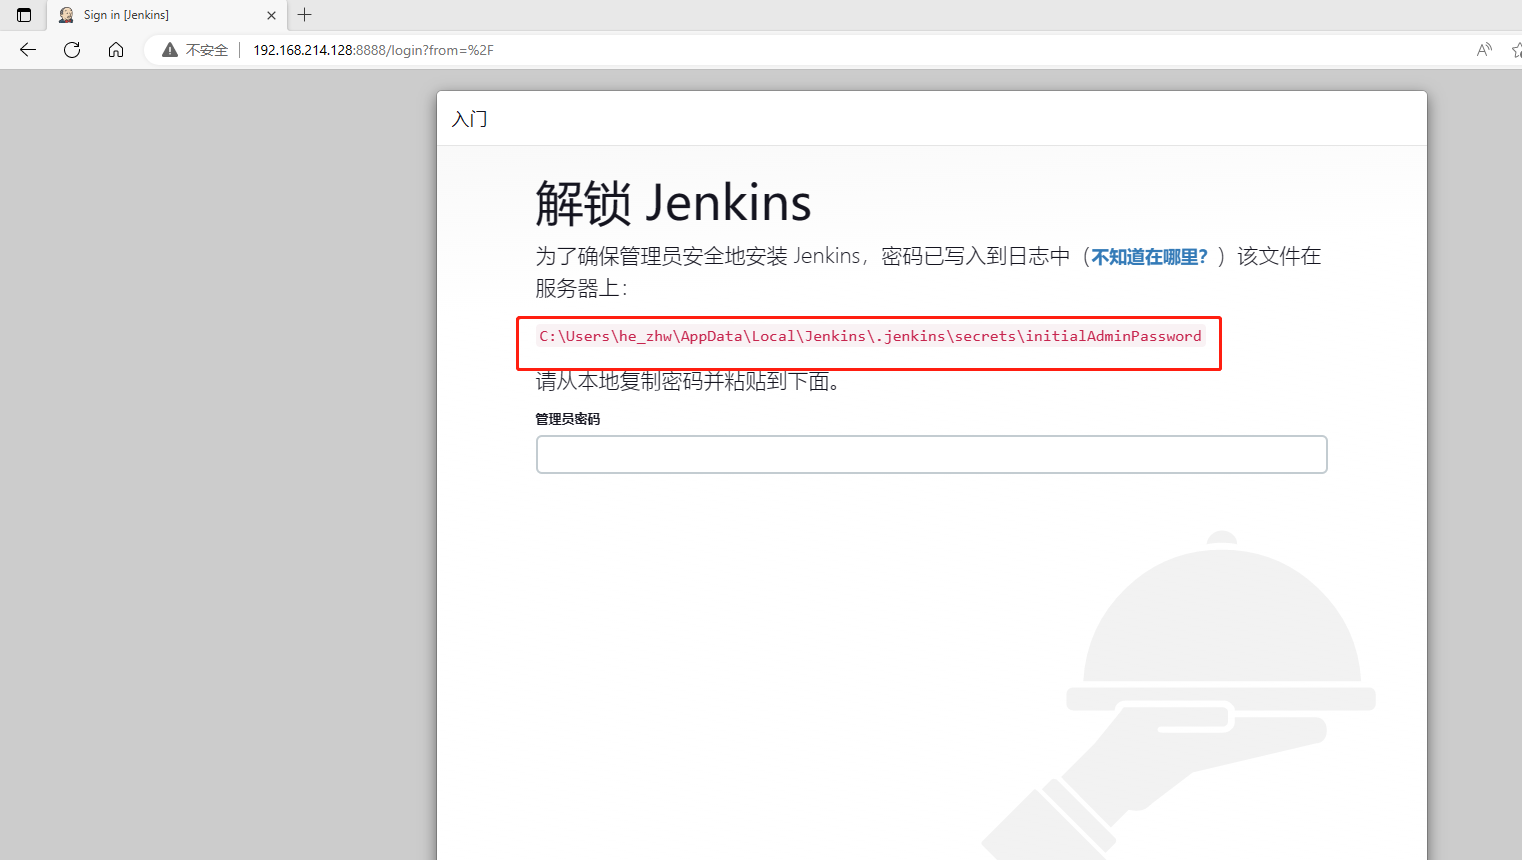 Sign in [Jenkins]
不安全 192.168.214.128:8888/login?from=%2F
入门
解锁 Jenkins
为了确保管理员安全地安装 Jenkins，密码已写入到日志中（不知道在哪里？）该文件在
服务器上：
C:\Users\he_zhw\AppData\Local\Jenkins\.jenkins\secrets\initialAdminPassword
请从本地复制密码并粘贴到下面。
管理员密码